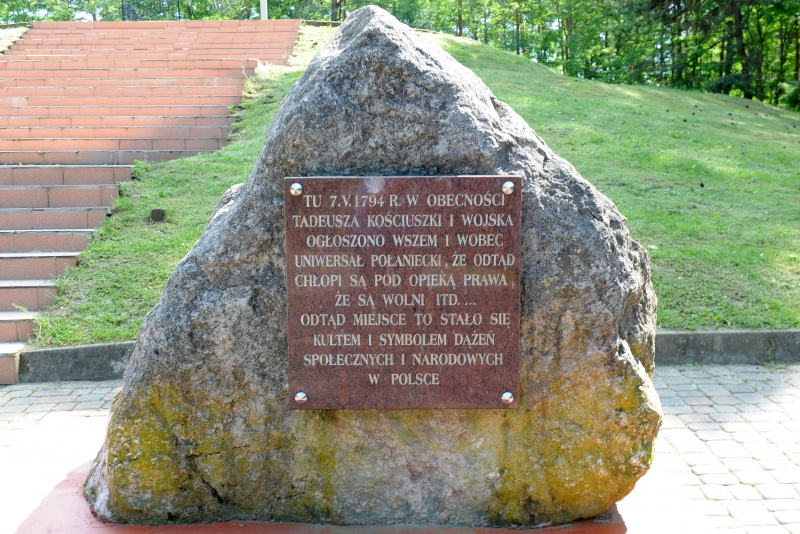 TU 7.V.1794 R. W OBECNOŚCI
TADEUSZA KOŚCIUSZKI I WOJSKA
OGŁOSZONO WSZEM I WOBEC
UNIWERSAŁ POŁANIECKI, ŻE ODTĄD
CHŁOPI SĄ POD OPIEKĄ PRAWA,
ŻE SĄ WOLNI ITD. ...
ODTĄD MIEJSCE TO STAŁO SIĘ
KULTEM I SYMBOLEM DĄŻEŃ
SPOŁECZNYCH I NARODOWYCH
W POLSCE